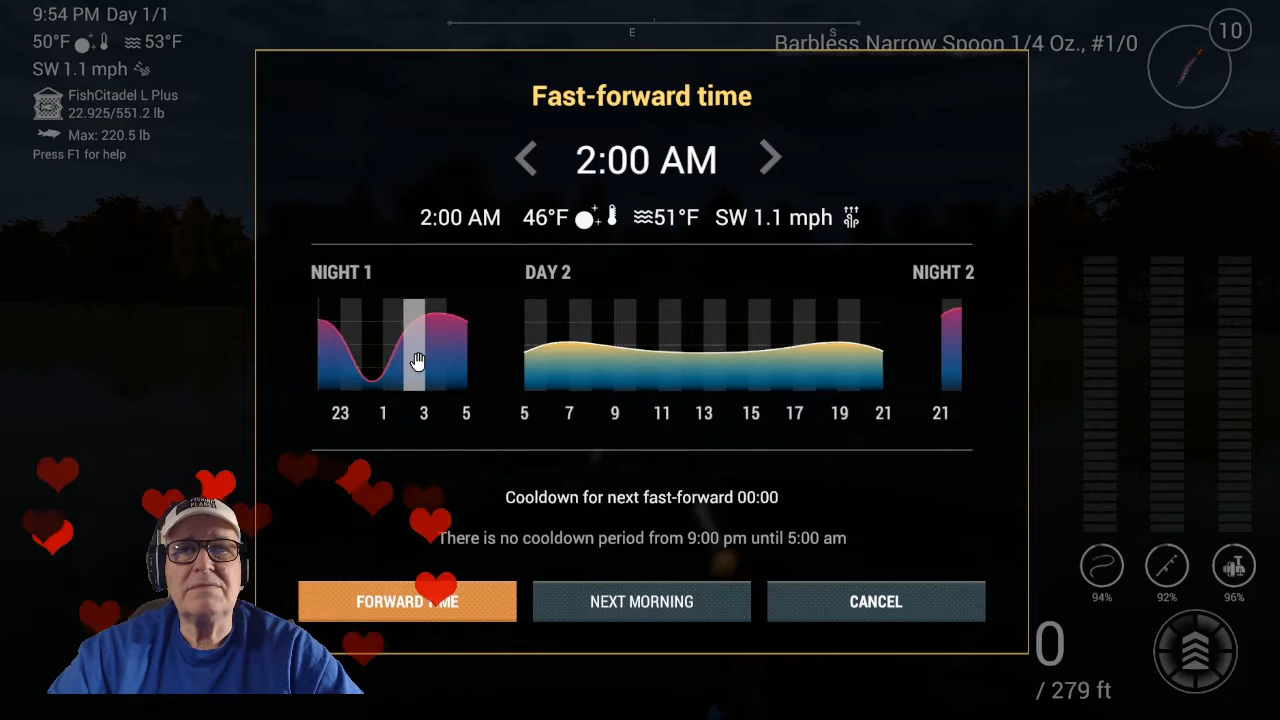 9:54 PM Day 1/1
50°F 53°F
SW 1.1 mph
FishCitadel L Plus
22.925/551.2 lb
Max: 220.5 lb
Press F1 for help
E S
Barbless Narrow Spoon 1/4 Oz., #1/0
10
Fast-forward time
2:00 AM
2:00 AM 46°F 51°F SW 1.1 mph
NIGHT 1 DAY 2 NIGHT 2
23 1 3 5 5 7 9 11 13 15 17 19 21 21
Cooldown for next fast-forward 00:00
There is no cooldown period from 9:00 pm until 5:00 am
FORWARD TIME NEXT MORNING CANCEL
FISHING PLANET
94% 92% 96%
0
/ 279 ft